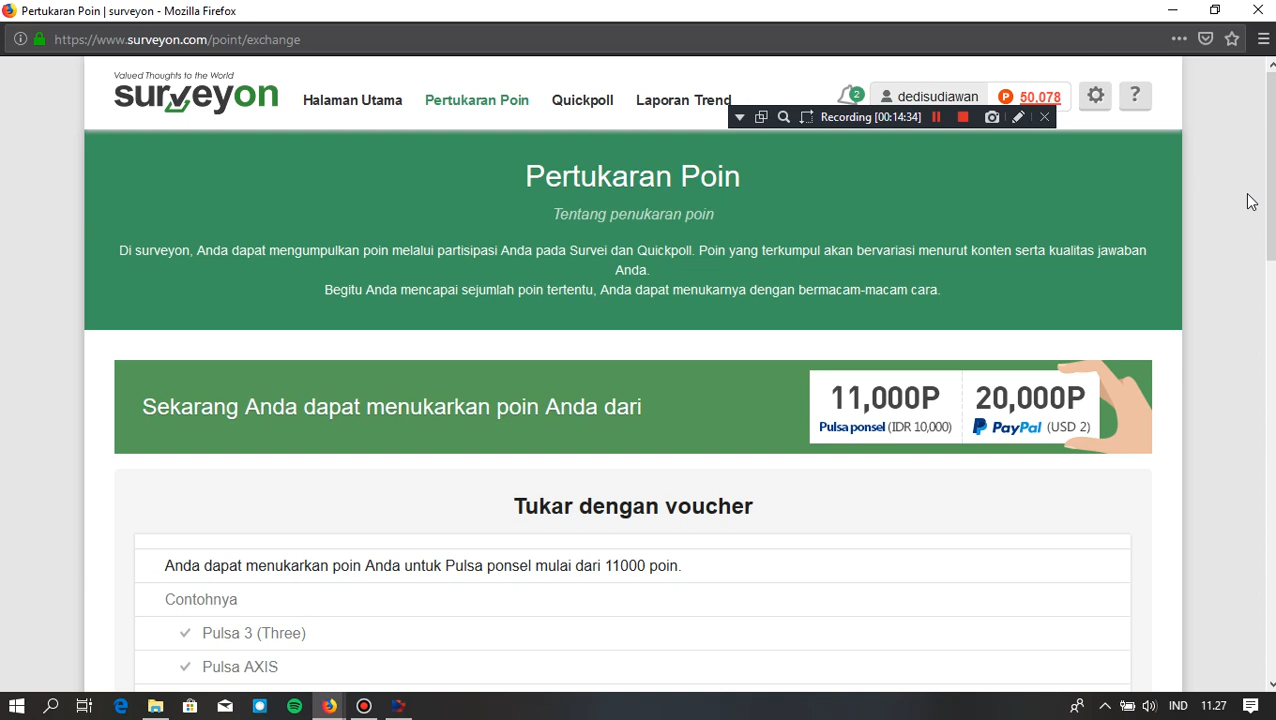 Pertukaran Poin | surveyon - Mozilla Firefox
https://www.surveyon.com/point/exchange
Valued Thoughts to the World
surveyon
Halaman Utama
Pertukaran Poin
Quickpoll
Laporan Trend
2
dedisudiawan
P 50,078
?
Recording [00:14:34]
Pertukaran Poin
Tentang penukaran poin
Di surveyon, Anda dapat mengumpulkan poin melalui partisipasi Anda pada Survei dan Quickpoll. Poin yang terkumpul akan bervariasi menurut konten serta kualitas jawaban
Anda.
Begitu Anda mencapai sejumlah poin tertentu, Anda dapat menukarnya dengan bermacam-macam cara.
Sekarang Anda dapat menukarkan poin Anda dari
11,000P
Pulsa ponsel (IDR 10,000)
20,000P
PayPal (USD 2)
Tukar dengan voucher
Anda dapat menukarkan poin Anda untuk Pulsa ponsel mulai dari 11000 poin.
Contohnya
Pulsa 3 (Three)
Pulsa AXIS
IND
11.27